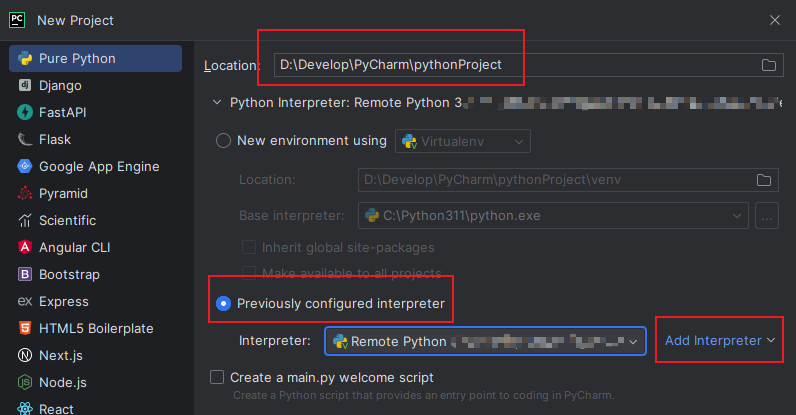 PC New Project
Pure Python
Django
FastAPI
Flask
Google App Engine
Pyramid
Scientific
Angular CLI
Bootstrap
Express
HTML5 Boilerplate
Next.js
Node.js
React
Location: D:\Develop\PyCharm\pythonProject
Python Interpreter: Remote Python 3
New environment using Virtualenv
Location: D:\Develop\PyCharm\pythonProject\venv
Base interpreter: C:\Python311\python.exe ...
Inherit global site-packages
Make available to all projects
Previously configured interpreter
Interpreter: Remote Python Add Interpreter
Create a main.py welcome script
Create a Python script that provides an entry point to coding in PyCharm.